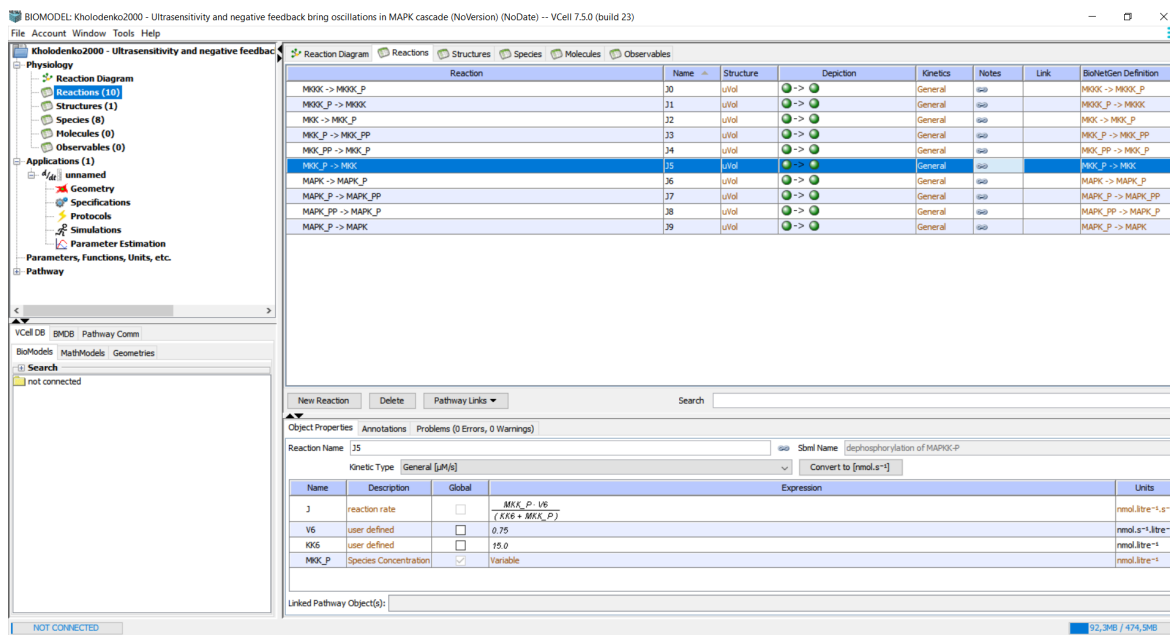 BIOMODEL: Kholodenko2000 - Ultrasensitivity and negative feedback bring oscillations in MAPK cascade (NoVersion) (NoDate) -- VCell 7.5.0 (build 23)
File Account Window Tools Help
Kholodenko2000 - Ultrasensitivity and negative feedbac
Physiology
Reaction Diagram
Reactions (10)
Structures (1)
Species (8)
Molecules (0)
Observables (0)
Applications (1)
d/dt unnamed
Geometry
Specifications
Protocols
Simulations
Parameter Estimation
Parameters, Functions, Units, etc.
Pathway
VCell DB BMDB Pathway Comm
BioModels MathModels Geometries
Search
not connected
Reaction Diagram Reactions Structures Species Molecules Observables
Reaction Name Structure Depiction Kinetics Notes Link BioNetGen Definition
MKKK -> MKKK_P J0 uVol -> General MKKK -> MKKK_P
MKKK_P -> MKKK J1 uVol -> General MKKK_P -> MKKK
MKK -> MKK_P J2 uVol -> General MKK -> MKK_P
MKK_P -> MKK_PP J3 uVol -> General MKK_P -> MKK_PP
MKK_PP -> MKK_P J4 uVol -> General MKK_PP -> MKK_P
MKK_P -> MKK J5 uVol -> General MKK_P -> MKK
MAPK -> MAPK_P J6 uVol -> General MAPK -> MAPK_P
MAPK_P -> MAPK_PP J7 uVol -> General MAPK_P -> MAPK_PP
MAPK_PP -> MAPK_P J8 uVol -> General MAPK_PP -> MAPK_P
MAPK_P -> MAPK J9 uVol -> General MAPK_P -> MAPK
New Reaction Delete Pathway Links Search
Object Properties Annotations Problems (0 Errors, 0 Warnings)
Reaction Name J5 Sbml Name dephosphorylation of MAPKK-P
Kinetic Type General [µM/s] Convert to [nmol.s⁻¹]
Name Description Global Expression Units
J reaction rate MKK_P · V6 nmol.litre⁻¹.s⁻
( KK6 + MKK_P )
V6 user defined 0.75 nmol.s⁻¹.litre⁻
KK6 user defined 15.0 nmol.litre⁻¹
MKK_P Species Concentration Variable nmol.litre⁻¹
Linked Pathway Object(s):
NOT CONNECTED 92,3MB / 474,5MB